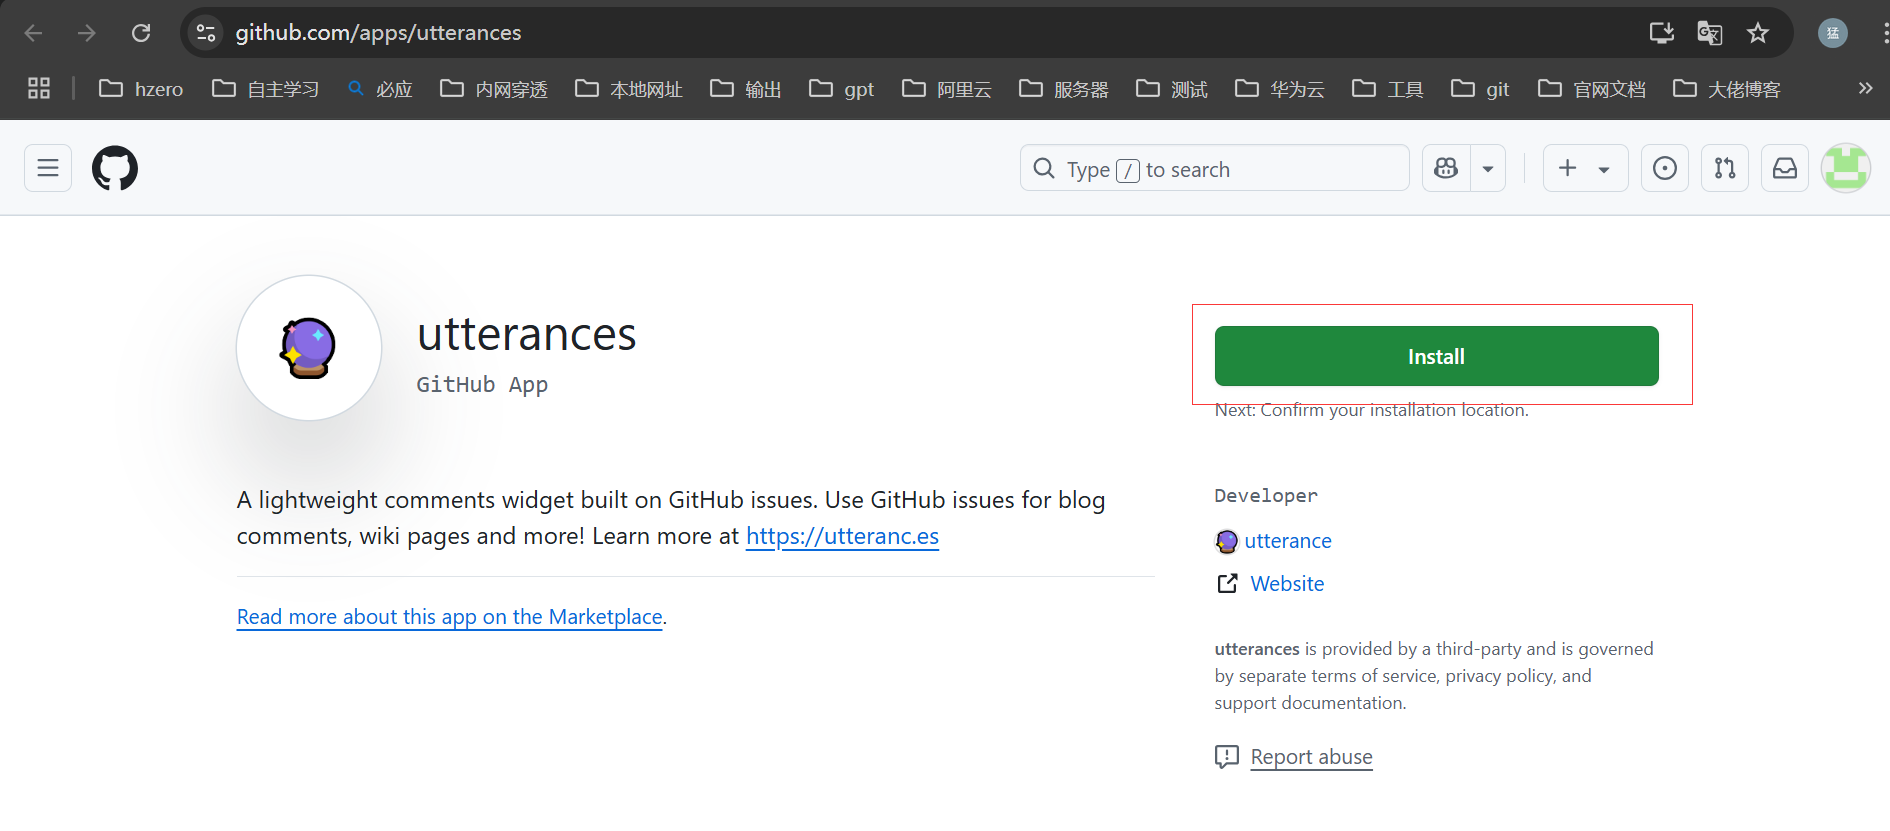 github.com/apps/utterances
猛
hzero 自主学习 必应 内网穿透 本地网址 输出 gpt 阿里云 服务器 测试 华为云 工具 git 官网文档 大佬博客
Type / to search
utterances
GitHub App
Install
Next: Confirm your installation location.
A lightweight comments widget built on GitHub issues. Use GitHub issues for blog
comments, wiki pages and more! Learn more at https://utteranc.es
Read more about this app on the Marketplace.
Developer
utterance
Website
utterances is provided by a third-party and is governed
by separate terms of service, privacy policy, and
support documentation.
Report abuse